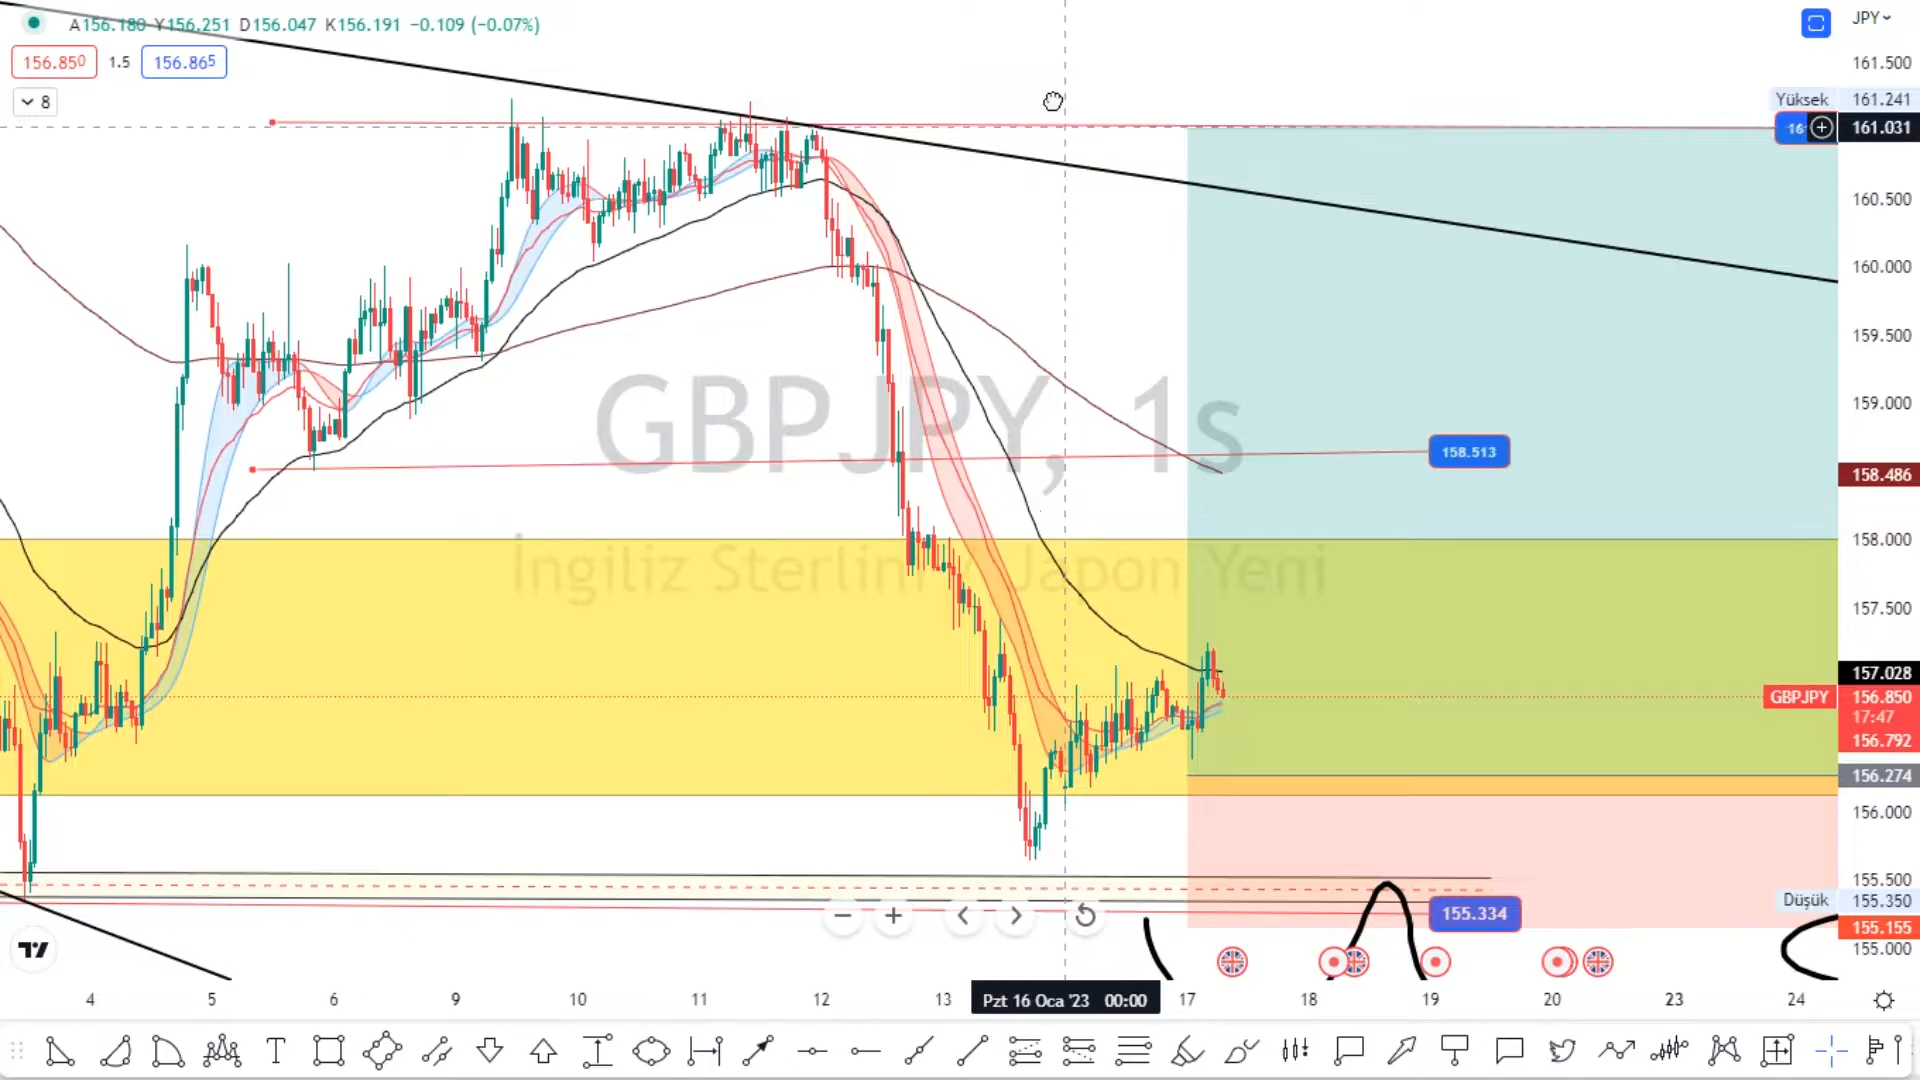 A156.180 Y156.251 D156.047 K156.191 −0.109 (−0.07%)
JPY
156.850 1.5 156.865
8
161.500
Yüksek 161.241
161.031
160.500
160.000
159.500
159.000
GBPJPY, 1s
158.513
158.486
158.000
İngiliz Sterlini Japon Yeni
157.500
157.028
GBPJPY 156.850
17:47
156.792
156.274
156.000
155.500
Düşük 155.350
155.334
155.155
155.000
4 5 6 9 10 11 12 13 Pzt 16 Oca '23 00:00 17 18 19 20 23 24